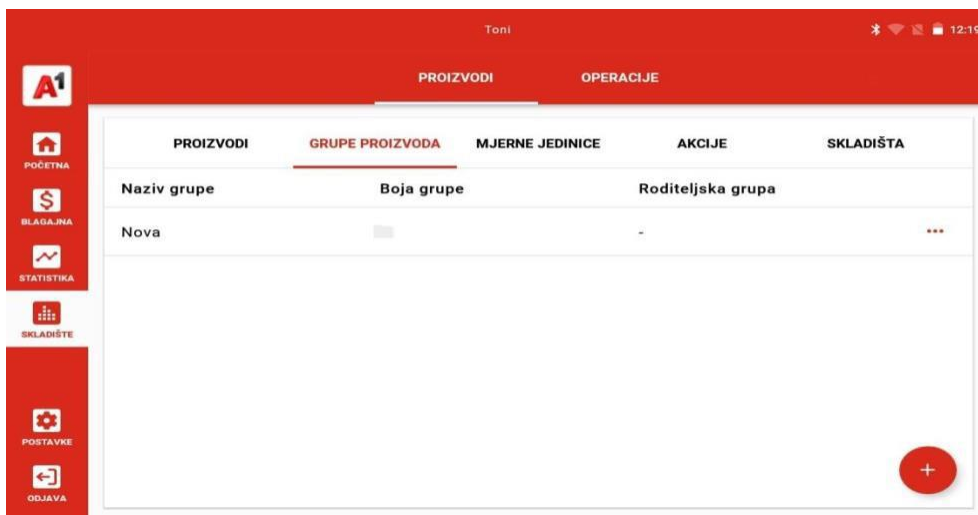 Toni
12:19
A1
PROIZVODI OPERACIJE
POČETNA
BLAGAJNA
STATISTIKA
SKLADIŠTE
POSTAVKE
ODJAVA
PROIZVODI GRUPE PROIZVODA MJERNE JEDINICE AKCIJE SKLADIŠTA
Naziv grupe Boja grupe Roditeljska grupa
Nova - •••
+